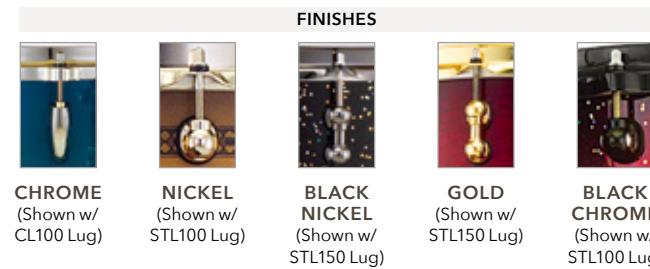 FINISHES
CHROME
(Shown w/
CL100 Lug)
NICKEL
(Shown w/
STL100 Lug)
BLACK
NICKEL
(Shown w/
STL150 Lug)
GOLD
(Shown w/
STL150 Lug)
BLACK
CHROME
(Shown w/
STL100 Lug